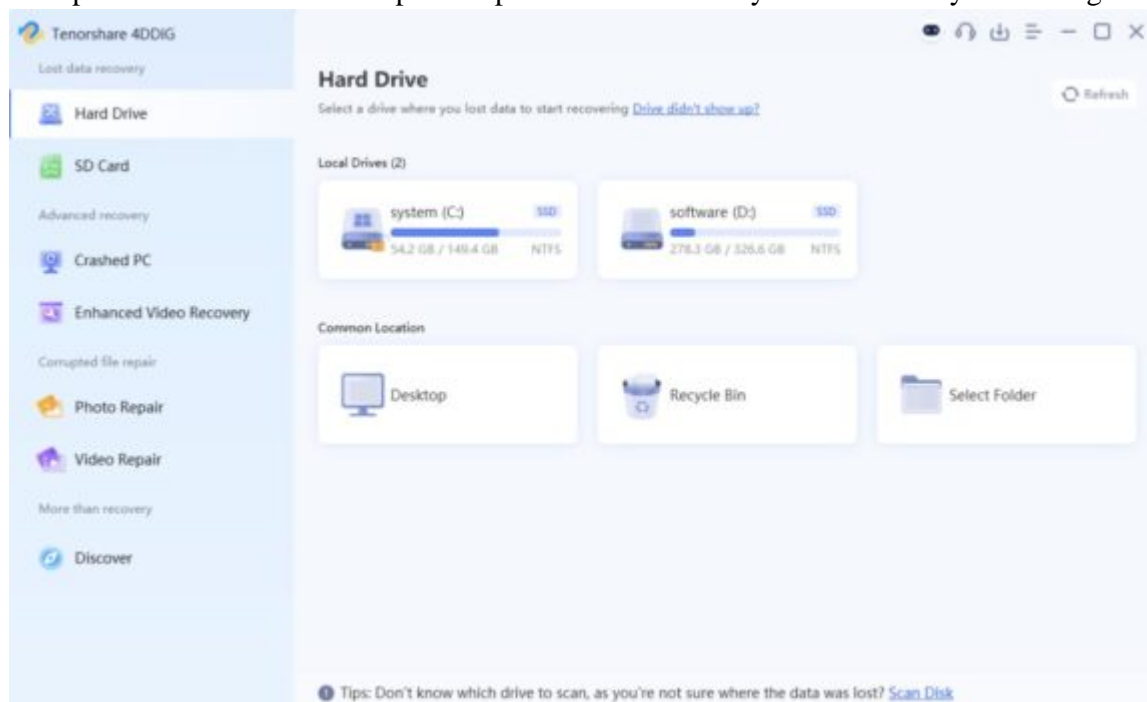 Tenorshare 4DDiG
Lost data recovery
Hard Drive
SD Card
Advanced recovery
Crashed PC
Enhanced Video Recovery
Corrupted file repair
Photo Repair
Video Repair
More than recovery
Discover
Hard Drive
Select a drive where you lost data to start recovering Drive didn't show up?
Refresh
Local Drives (2)
system (C:) SSD
54.2 GB / 149.4 GB NTFS
software (D:) SSD
278.3 GB / 326.6 GB NTFS
Common Location
Desktop
Recycle Bin
Select Folder
Tips: Don't know which drive to scan, as you're not sure where the data was lost? Scan Disk